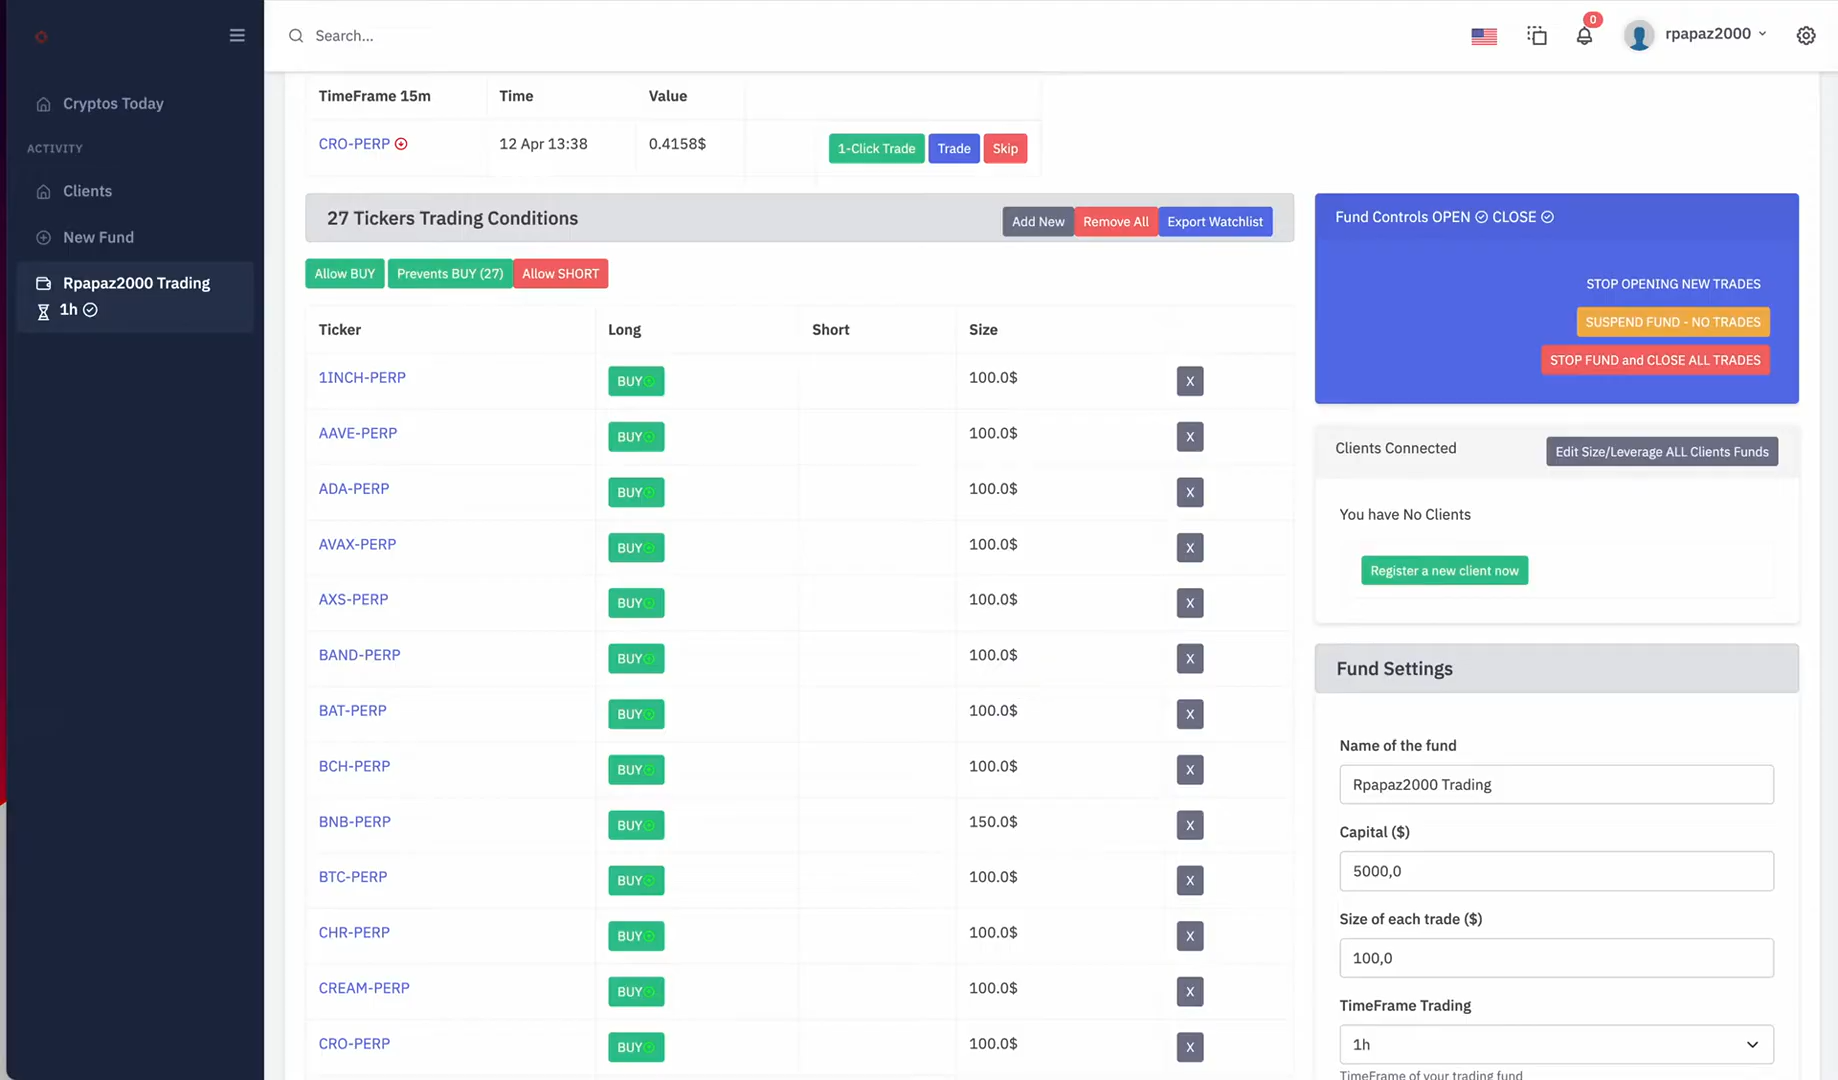 Search...
0
rpapaz2000
Cryptos Today
ACTIVITY
Clients
New Fund
Rpapaz2000 Trading
1h
TimeFrame 15m Time Value
CRO-PERP 12 Apr 13:38 0.4158$ 1-Click Trade Trade Skip
27 Tickers Trading Conditions Add New Remove All Export Watchlist
Allow BUY Prevents BUY (27) Allow SHORT
Ticker Long Short Size
1INCH-PERP BUY 100.0$ X
AAVE-PERP BUY 100.0$ X
ADA-PERP BUY 100.0$ X
AVAX-PERP BUY 100.0$ X
AXS-PERP BUY 100.0$ X
BAND-PERP BUY 100.0$ X
BAT-PERP BUY 100.0$ X
BCH-PERP BUY 100.0$ X
BNB-PERP BUY 150.0$ X
BTC-PERP BUY 100.0$ X
CHR-PERP BUY 100.0$ X
CREAM-PERP BUY 100.0$ X
CRO-PERP BUY 100.0$ X
Fund Controls OPEN CLOSE
STOP OPENING NEW TRADES
SUSPEND FUND - NO TRADES
STOP FUND and CLOSE ALL TRADES
Clients Connected Edit Size/Leverage ALL Clients Funds
You have No Clients
Register a new client now
Fund Settings
Name of the fund
Rpapaz2000 Trading
Capital ($)
5000,0
Size of each trade ($)
100,0
TimeFrame Trading
1h
TimeFrame of your trading fund